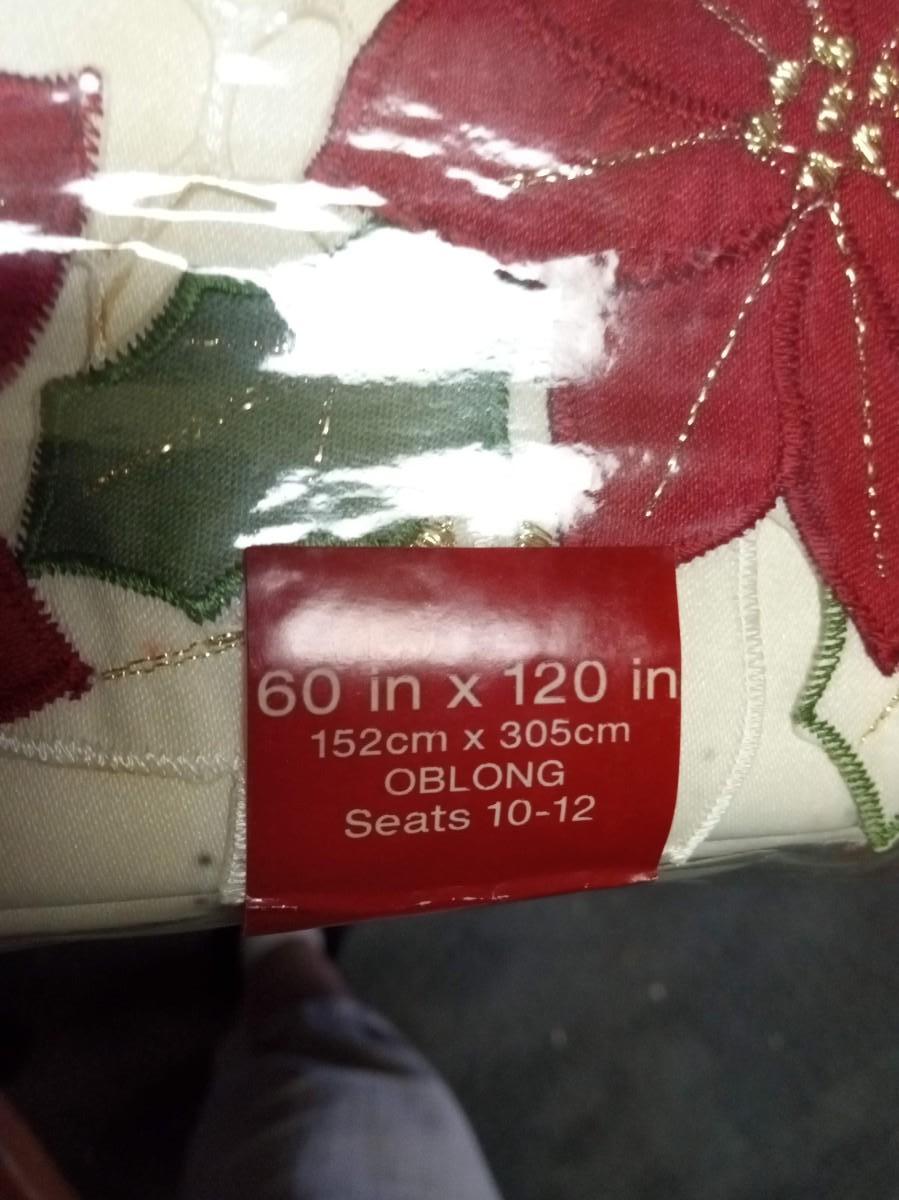 60 in x 120 in
152cm x 305cm
OBLONG
Seats 10-12